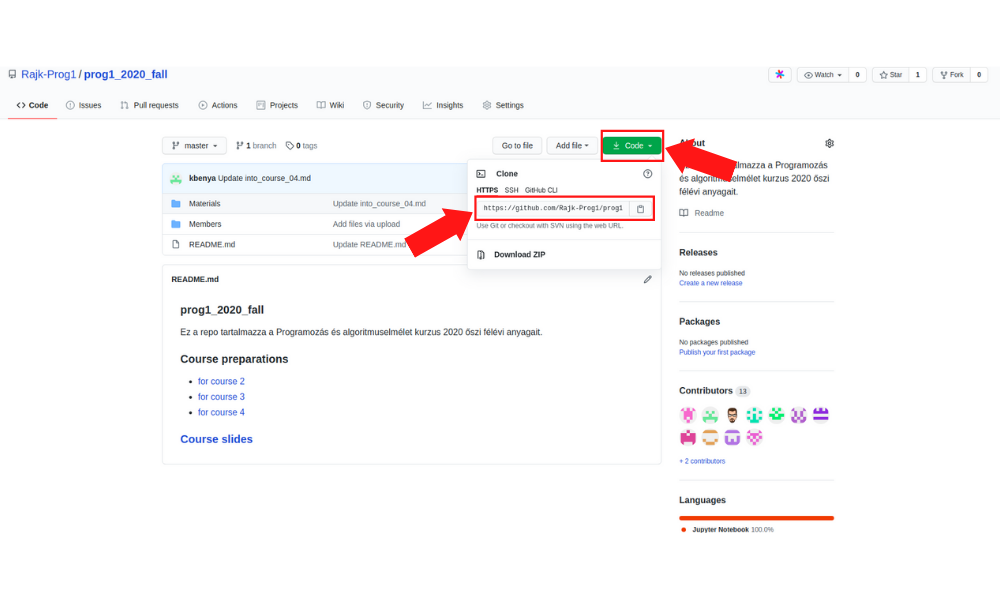 Rajk-Prog1 / prog1_2020_fall
Watch 0 Star 1 Fork 0
Code Issues Pull requests Actions Projects Wiki Security Insights Settings
master 1 branch 0 tags Go to file Add file Code
kbenya Update into_course_04.md
Materials Update into_course_04.md
Members Add files via upload
README.md Update README.md
Clone
HTTPS SSH GitHub CLI
https://github.com/Rajk-Prog1/prog1
Use Git or checkout with SVN using the web URL.
Download ZIP
README.md
prog1_2020_fall
Ez a repo tartalmazza a Programozás és algoritmuselmélet kurzus 2020 őszi félévi anyagait.
Course preparations
for course 2
for course 3
for course 4
Course slides
a Programozás
és algoritmuselmélet kurzus 2020 őszi
félévi anyagait.
Readme
Releases
No releases published
Create a new release
Packages
No packages published
Publish your first package
Contributors 13
+ 2 contributors
Languages
Jupyter Notebook 100.0%